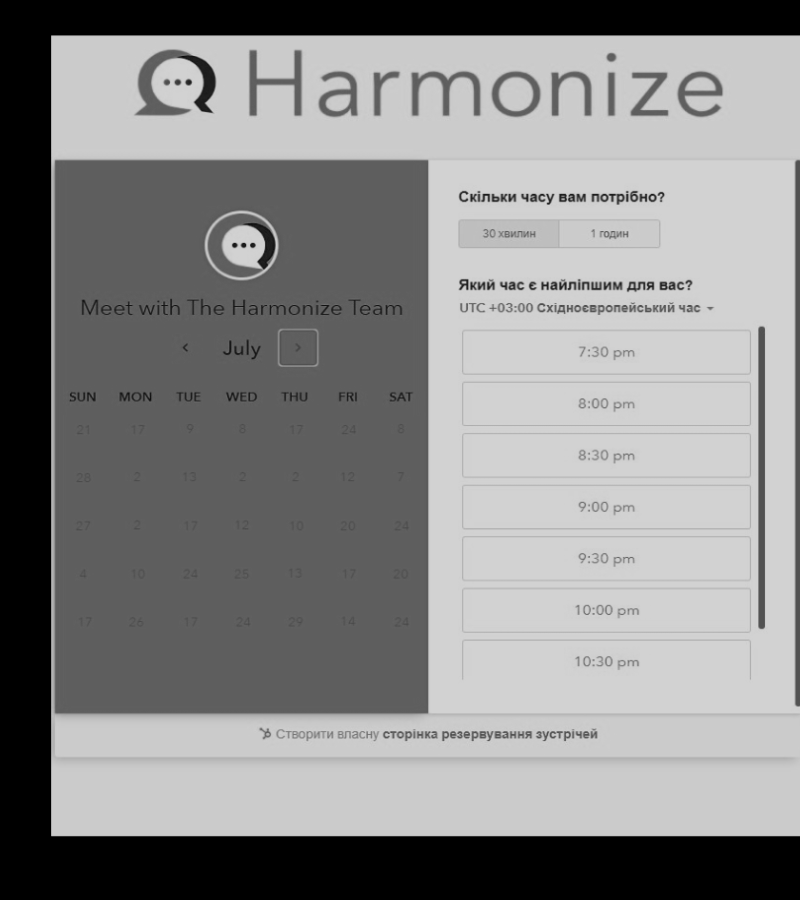 Harmonize
Meet with The Harmonize Team
July
SUN MON TUE WED THU FRI SAT
21 17 9 8 17 24 8
28 2 13 2 2 12 7
27 2 17 12 10 20 24
4 10 24 25 13 17 20
17 26 17 24 29 14 24
Скільки часу вам потрібно?
30 хвилин 1 годин
Який час є найліпшим для вас?
UTC +03:00 Східноєвропейський час
7:30 pm
8:00 pm
8:30 pm
9:00 pm
9:30 pm
10:00 pm
10:30 pm
Створити власну сторінка резервування зустрічей